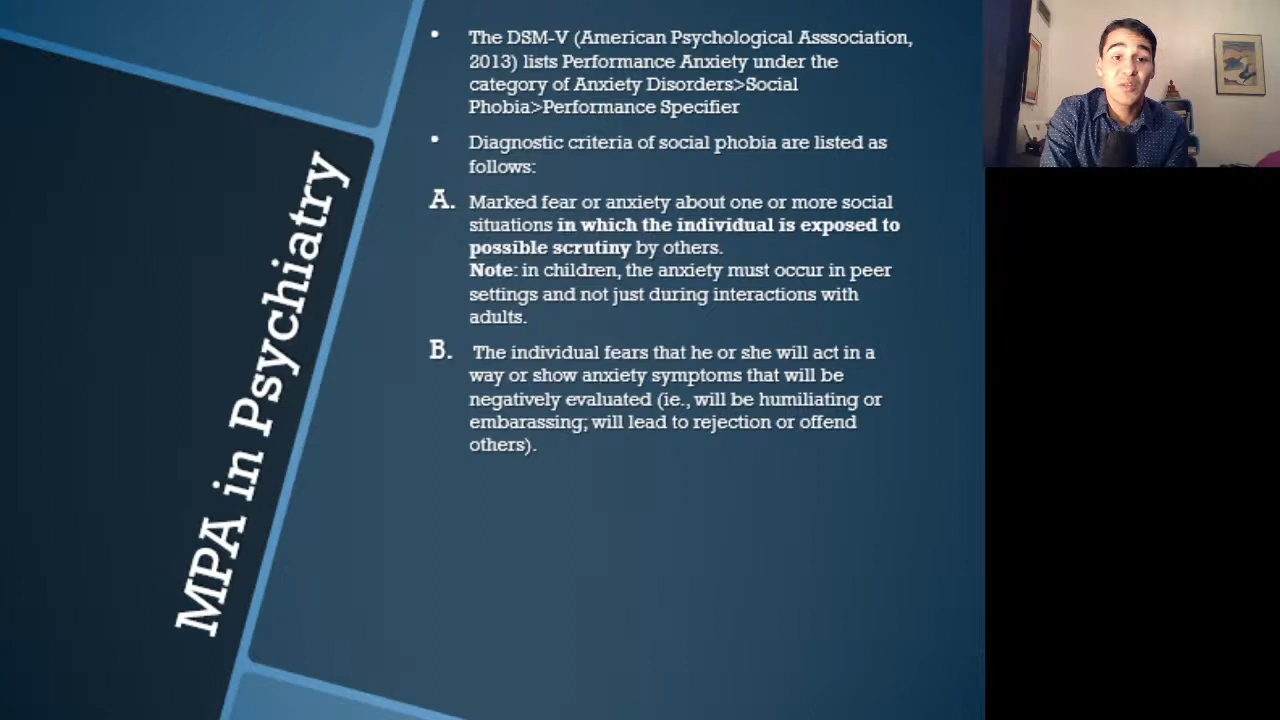 MPA in Psychiatry
• The DSM-V (American Psychological Asssociation,
2013) lists Performance Anxiety under the
category of Anxiety Disorders>Social
Phobia>Performance Specifier
• Diagnostic criteria of social phobia are listed as
follows:
A. Marked fear or anxiety about one or more social
situations in which the individual is exposed to
possible scrutiny by others.
Note: in children, the anxiety must occur in peer
settings and not just during interactions with
adults.
B. The individual fears that he or she will act in a
way or show anxiety symptoms that will be
negatively evaluated (ie., will be humiliating or
embarassing; will lead to rejection or offend
others).